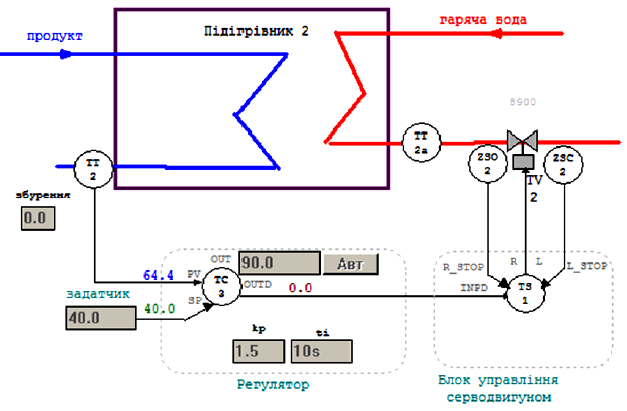 гаряча вода
Підігрівник 2
продукт
8900
TT
2a
ZSO
2
ZSC
2
TT
2
TV
2
збурення
0.0
R
L
R_STOP
L_STOP
OUT
90.0
Авт
64.4
PV
TC
3
OUTD
0.0
INPD
TS
1
задатчик
40.0
40.0
SP
kp
ti
1.5
10s
Регулятор
Блок управління
серводвигуном